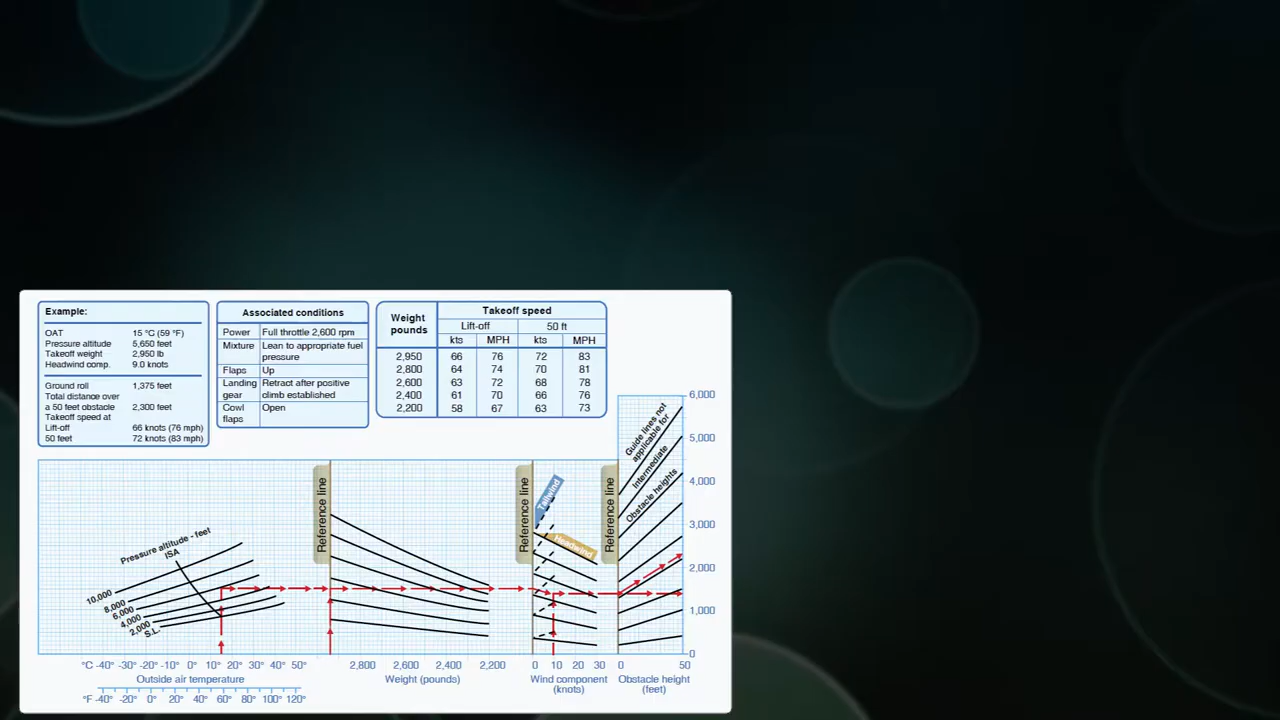 Example:
OAT 15 °C (59 °F)
Pressure altitude 5,650 feet
Takeoff weight 2,950 lb
Headwind comp. 9.0 knots
Ground roll 1,375 feet
Total distance over
a 50 feet obstacle 2,300 feet
Takeoff speed at
Lift-off 66 knots (76 mph)
50 feet 72 knots (83 mph)
Associated conditions
Power Full throttle 2,600 rpm
Mixture Lean to appropriate fuel
pressure
Flaps Up
Landing Retract after positive
gear climb established
Cowl Open
flaps
Weight
pounds
Takeoff speed
Lift-off 50 ft
kts MPH kts MPH
2,950 66 76 72 83
2,800 64 74 70 81
2,600 63 72 68 78
2,400 61 70 66 76
2,200 58 67 63 73
Pressure altitude - feet
ISA
10,000
8,000
6,000
4,000
2,000
S.L.
Reference line
Reference line
Tailwind
Headwind
Reference line
Guide lines not
applicable for
Intermediate
Obstacle heights
6,000
5,000
4,000
3,000
2,000
1,000
0
°C -40° -30° -20° -10° 0° 10° 20° 30° 40° 50°
Outside air temperature
°F -40° -20° 0° 20° 40° 60° 80° 100° 120°
2,800 2,600 2,400 2,200
Weight (pounds)
0 10 20 30
Wind component
(knots)
0 50
Obstacle height
(feet)